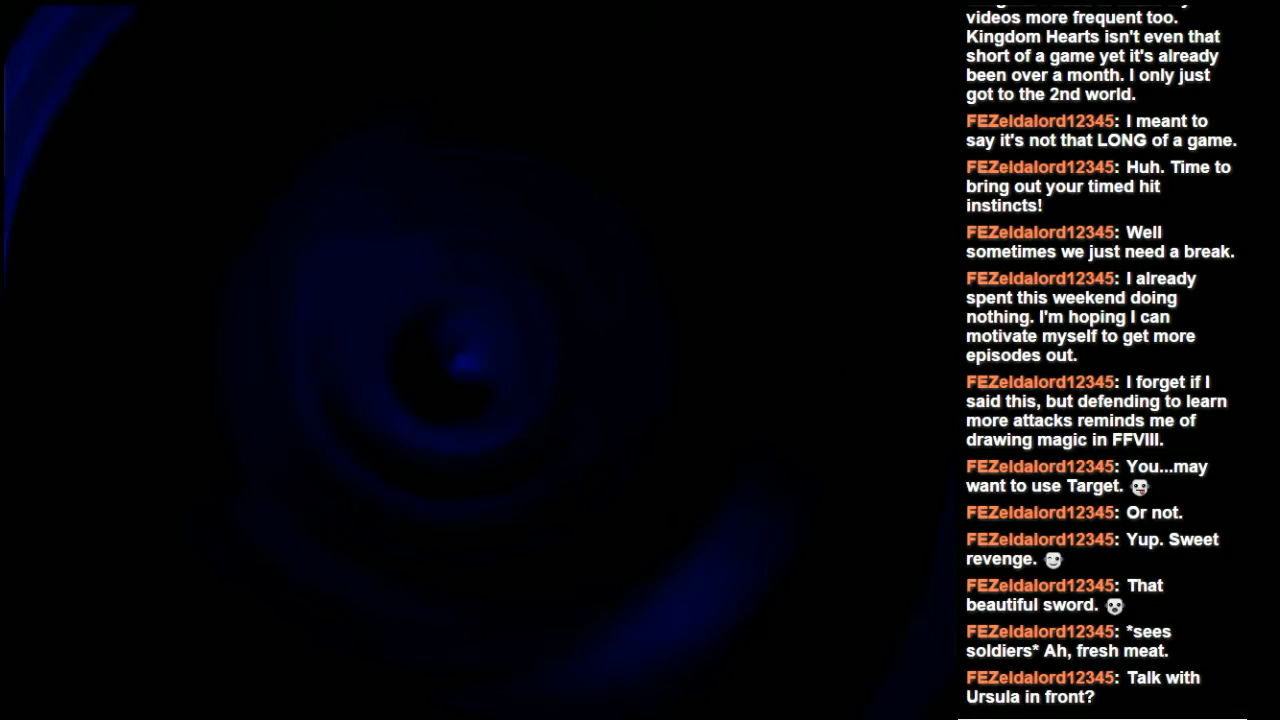 videos more frequent too.
Kingdom Hearts isn't even that
short of a game yet it's already
been over a month. I only just
got to the 2nd world.
FEZeldalord12345: I meant to
say it's not that LONG of a game.
FEZeldalord12345: Huh. Time to
bring out your timed hit
instincts!
FEZeldalord12345: Well
sometimes we just need a break.
FEZeldalord12345: I already
spent this weekend doing
nothing. I'm hoping I can
motivate myself to get more
episodes out.
FEZeldalord12345: I forget if I
said this, but defending to learn
more attacks reminds me of
drawing magic in FFVIII.
FEZeldalord12345: You...may
want to use Target.
FEZeldalord12345: Or not.
FEZeldalord12345: Yup. Sweet
revenge.
FEZeldalord12345: That
beautiful sword.
FEZeldalord12345: *sees
soldiers* Ah, fresh meat.
FEZeldalord12345: Talk with
Ursula in front?